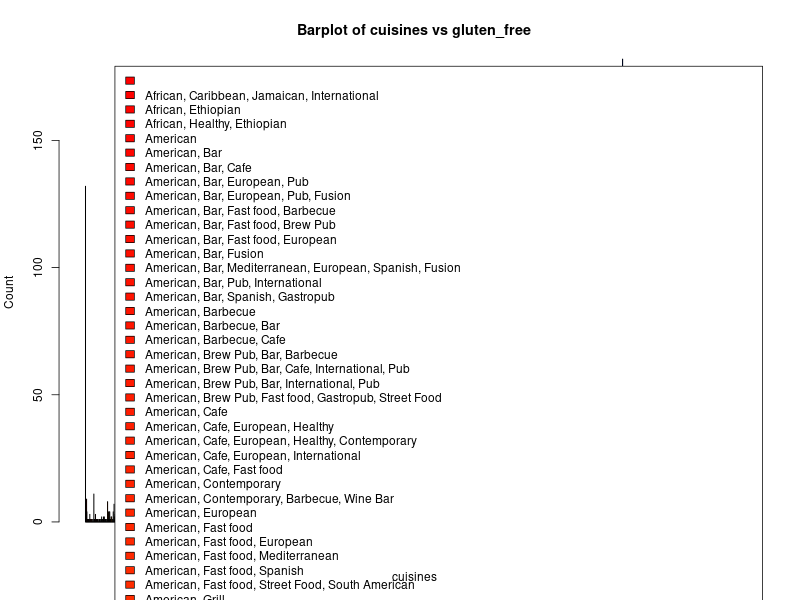 Barplot of cuisines vs gluten_free
African, Caribbean, Jamaican, International
African, Ethiopian
African, Healthy, Ethiopian
American
American, Bar
American, Bar, Cafe
American, Bar, European, Pub
American, Bar, European, Pub, Fusion
American, Bar, Fast food, Barbecue
American, Bar, Fast food, Brew Pub
American, Bar, Fast food, European
American, Bar, Fusion
American, Bar, Mediterranean, European, Spanish, Fusion
American, Bar, Pub, International
American, Bar, Spanish, Gastropub
American, Barbecue
American, Barbecue, Bar
American, Barbecue, Cafe
American, Brew Pub, Bar, Barbecue
American, Brew Pub, Bar, Cafe, International, Pub
American, Brew Pub, Bar, International, Pub
American, Brew Pub, Fast food, Gastropub, Street Food
American, Cafe
American, Cafe, European, Healthy
American, Cafe, European, Healthy, Contemporary
American, Cafe, European, International
American, Cafe, Fast food
American, Contemporary
American, Contemporary, Barbecue, Wine Bar
American, European
American, Fast food
American, Fast food, European
American, Fast food, Mediterranean
American, Fast food, Spanish
American, Fast food, Street Food, South American
American, Grill
cuisines
Count
150
100
50
0